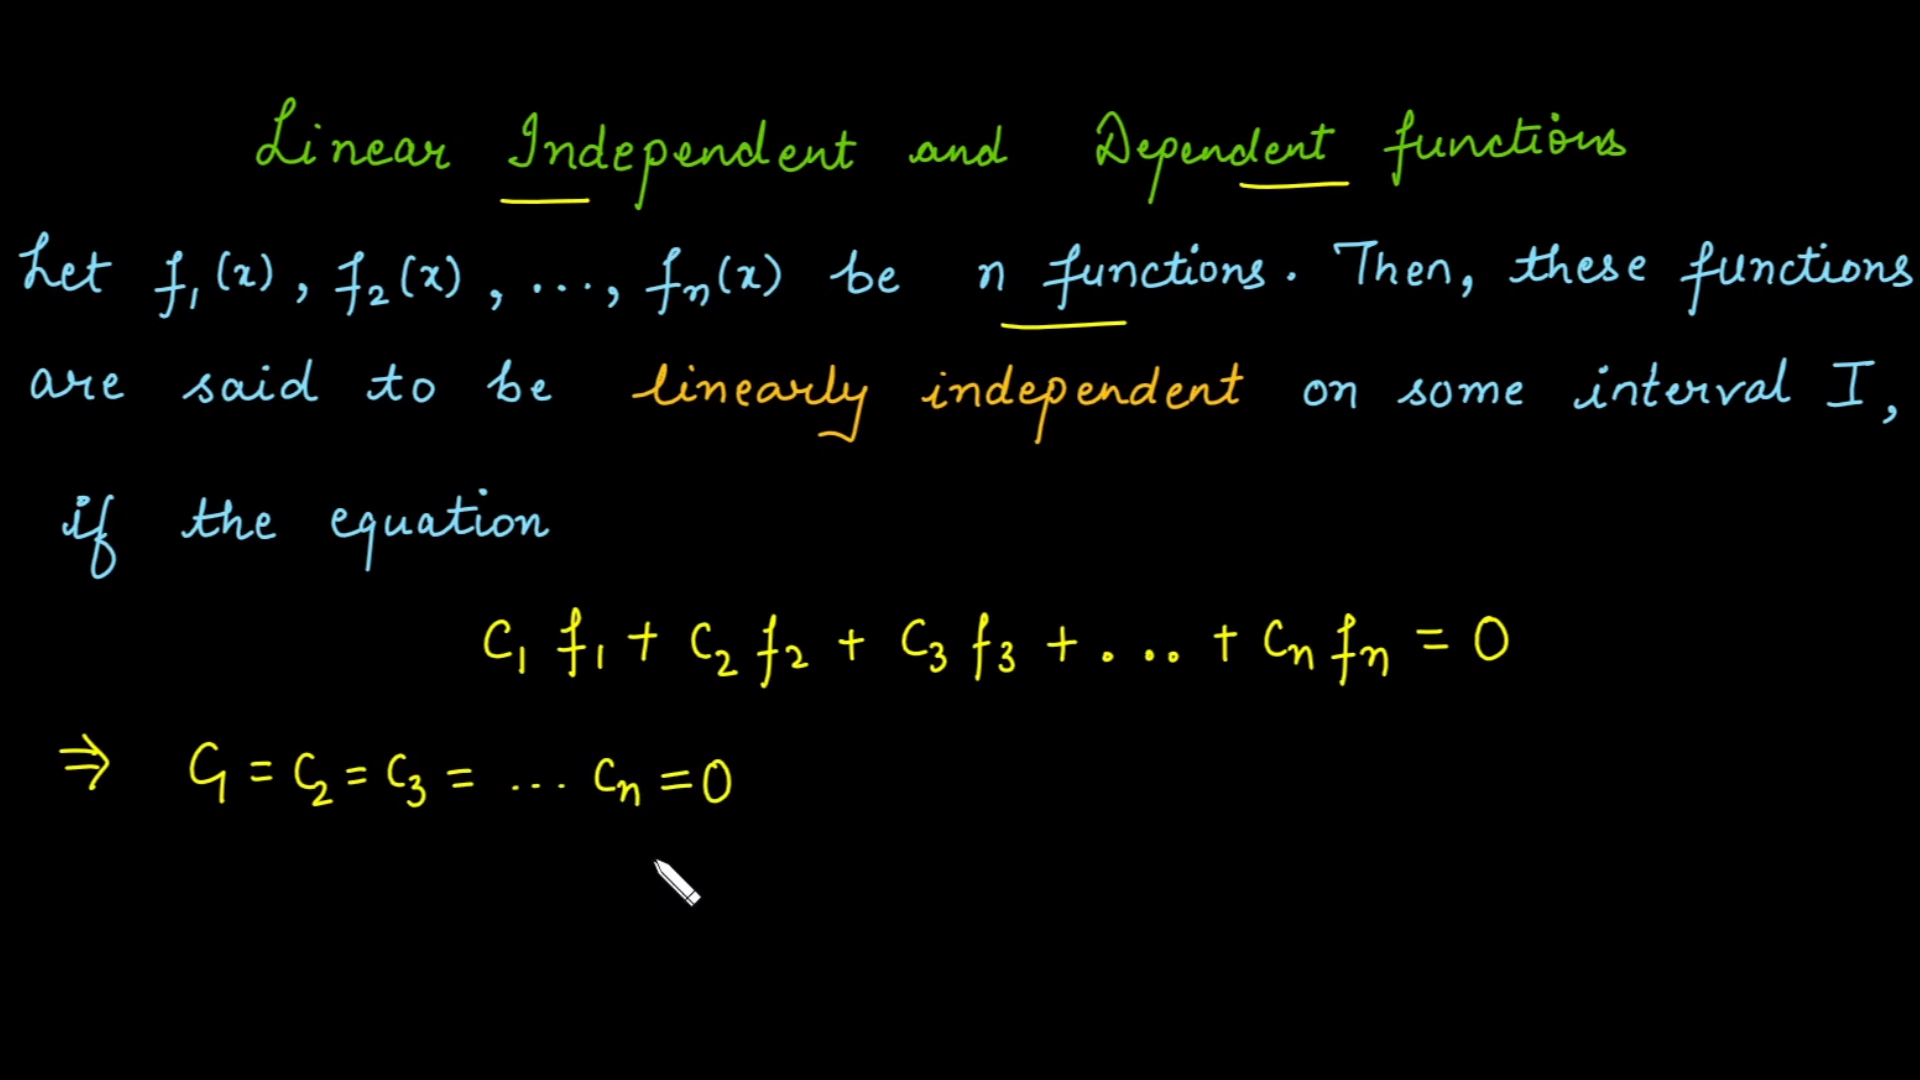 Linear Independent and Dependent functions
Let f₁(x), f₂(x), ..., fₙ(x) be n functions. Then, these functions
are said to be linearly independent on some interval I,
if the equation
C₁ f₁ + C₂ f₂ + C₃ f₃ + ... + Cₙ fₙ = 0
⇒ C₁ = C₂ = C₃ = ... Cₙ = 0